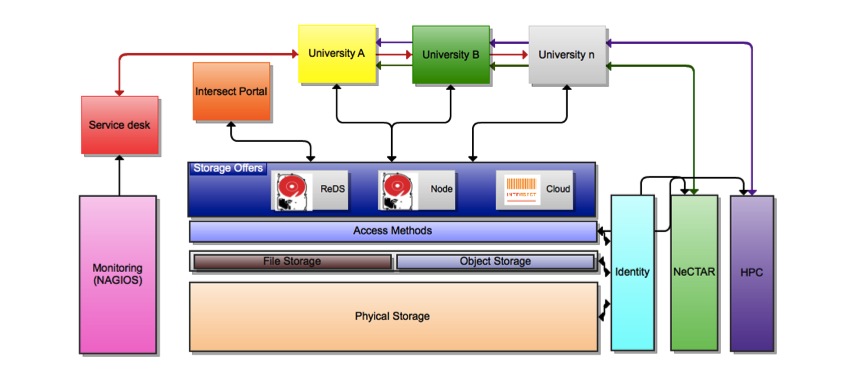 University A
University B
University n
Intersect Portal
Service desk
Storage Offers
ReDS
Node
INTERSECT
Cloud
Access Methods
File Storage
Object Storage
Monitoring
(NAGIOS)
Identity
NeCTAR
HPC
Phyical Storage